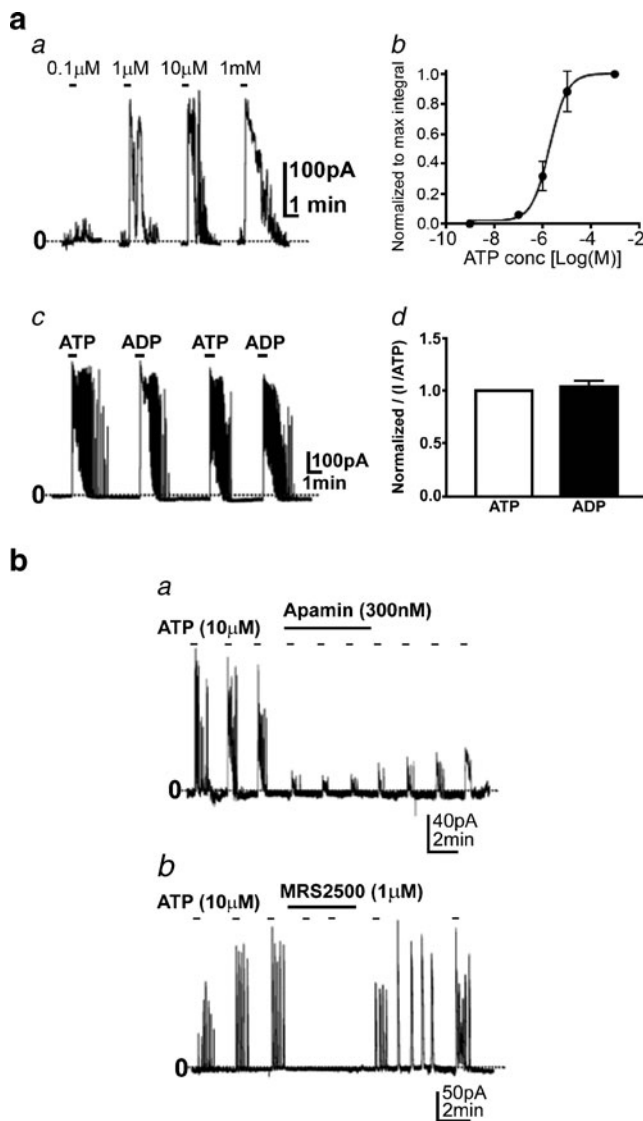 a
a
0.1μM 1μM 10μM 1mM
100pA
1 min
0
b
Normalized to max integral
1.0
0.8
0.6
0.4
0.2
0.0
-10 -8 -6 -4 -2
ATP conc [Log(M)]
c
ATP ADP ATP ADP
0
100pA
1min
d
Normalized / (I /ATP)
1.5
1.0
0.5
0.0
ATP ADP
b
a
Apamin (300nM)
ATP (10μM)
0
40pA
2min
b
MRS2500 (1μM)
ATP (10μM)
0
50pA
2min